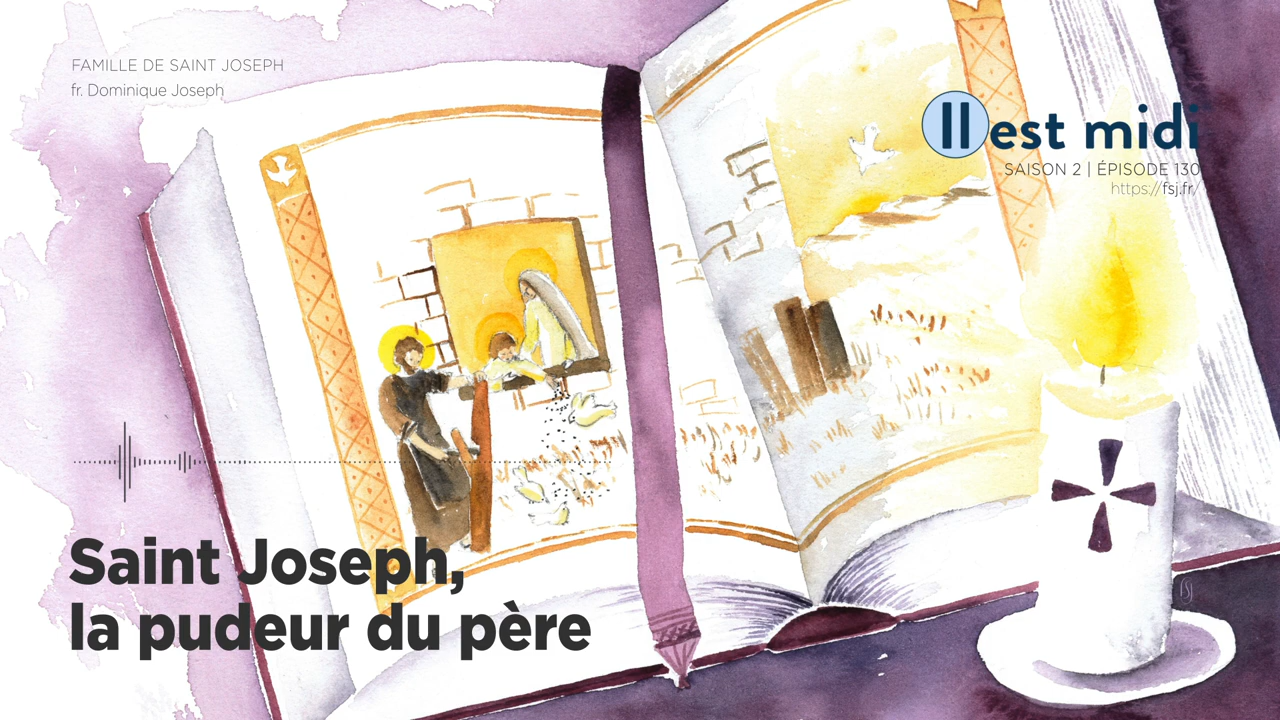 FAMILLE DE SAINT JOSEPH
fr. Dominique Joseph
Il est midi
SAISON 2 | ÉPISODE 130
https://fsj.fr/
Saint Joseph,
la pudeur du père
fsj